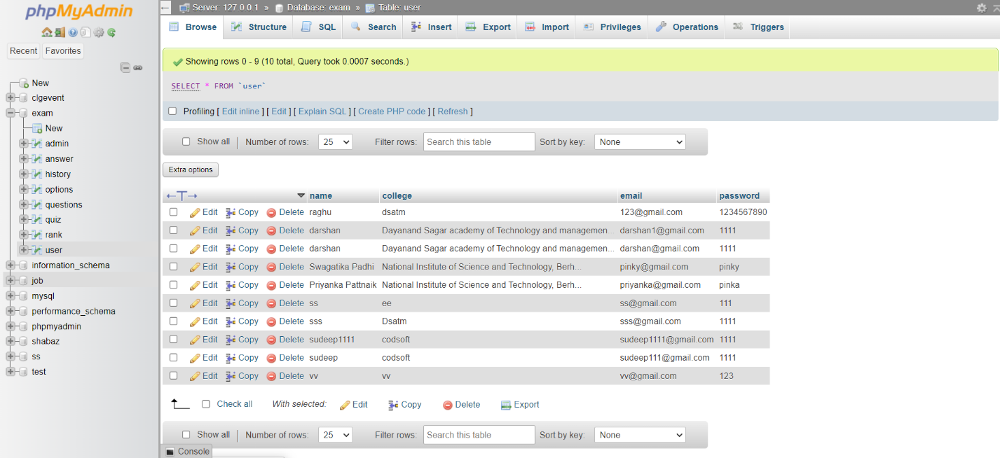 phpMyAdmin
Recent Favorites
New
clgevent
exam
New
admin
answer
history
options
questions
quiz
rank
user
information_schema
job
mysql
performance_schema
phpmyadmin
shabaz
ss
test
Server: 127.0.0.1 » Database: exam » Table: user
Browse Structure SQL Search Insert Export Import Privileges Operations Triggers
Showing rows 0 - 9 (10 total, Query took 0.0007 seconds.)
SELECT * FROM `user`
Profiling [ Edit inline ] [ Edit ] [ Explain SQL ] [ Create PHP code ] [ Refresh ]
Show all Number of rows: 25 Filter rows: Search this table Sort by key: None
Extra options
←T→ name college email password
Edit Copy Delete raghu dsatm 123@gmail.com 1234567890
Edit Copy Delete darshan Dayanand Sagar academy of Technology and managemen... darshan1@gmail.com 1111
Edit Copy Delete darshan Dayanand Sagar academy of Technology and managemen... darshan@gmail.com 1111
Edit Copy Delete Swagatika Padhi National Institute of Science and Technology, Berh... pinky@gmail.com pinky
Edit Copy Delete Priyanka Pattnaik National Institute of Science and Technology, Berh... priyanka@gmail.com pinka
Edit Copy Delete ss ee ss@gmail.com 111
Edit Copy Delete sss Dsatm sss@gmail.com 1111
Edit Copy Delete sudeep1111 codsoft sudeep1111@gmail.com 1111
Edit Copy Delete sudeep codsoft sudeep111@gmail.com 1111
Edit Copy Delete vv vv vv@gmail.com 123
Check all With selected: Edit Copy Delete Export
Show all Number of rows: 25 Filter rows: Search this table Sort by key: None
Console